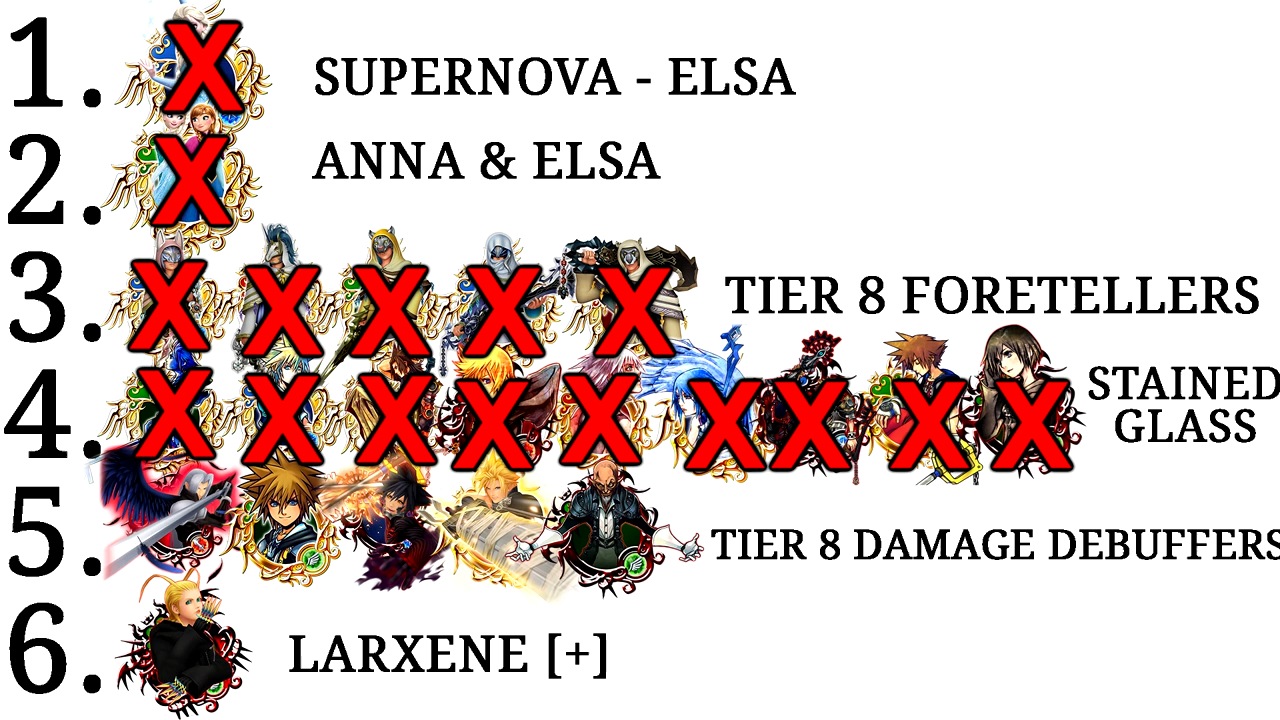 1. X SUPERNOVA - ELSA
2. X ANNA & ELSA
3. X X X X X TIER 8 FORETELLERS
4. X X X X X X X X X STAINED
GLASS
5. TIER 8 DAMAGE DEBUFFERS
6. LARXENE [+]